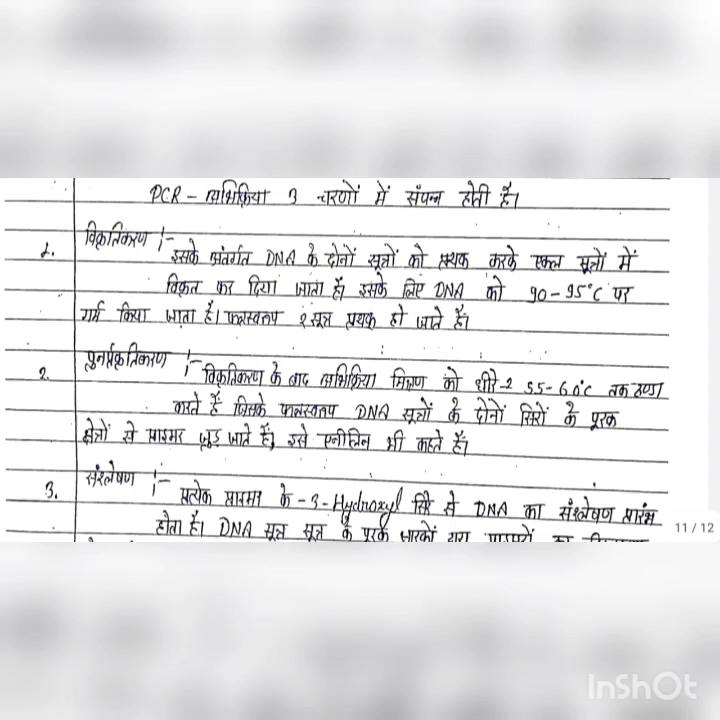 PCR - अभिक्रिया 3 चरणों में संपन्न होती है।
1. विकृतिकरण :- इसके अंतर्गत DNA के दोनों सूत्रों को प्रथक करके एकल सूत्रों में
विकृत कर दिया जाता है। इसके लिए DNA को 90-95°C पर
गर्म किया जाता है। फलस्वरूप 2 सूत्र प्रथक हो जाते है।
2. पुनर्प्रकृतिकरण :- विकृतिकरण के बाद अभिक्रिया मिश्रण को धीरे-2 55-60°C तक ठण्डा
करते है जिसके फलस्वरूप DNA सूत्रों के दोनों सिरों के पूरक
क्षेत्रों से प्राइमर जुड़ जाते है, इसे एनीलिन भी कहते है।
3. संश्लेषण :- प्रत्येक प्राइमर के -3-Hydroxyl सिरे से DNA का संश्लेषण प्रारंभ
होता है। DNA सूत्र सूत्र के पूरक
11 / 12
InShOt